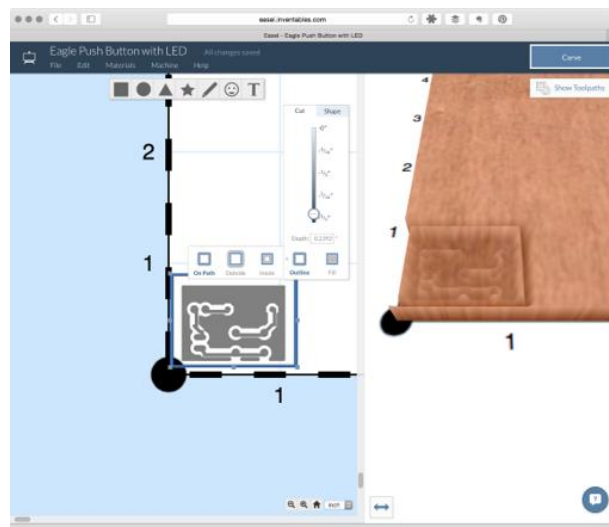 easel.inventables.com
Easel - Eagle Push Button with LED
Eagle Push Button with LED
All changes saved
File Edit Materials Machine Help
Carve
T
Show Toolpaths
Cut Shape
0"
Depth:
On Path Outside Inside Outline Fill
2
1
1
4
3
2
1
1
inch